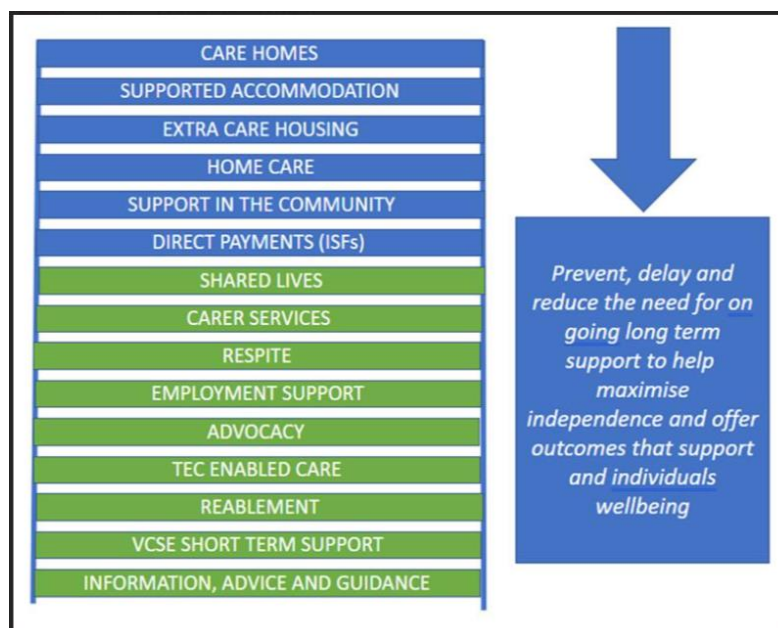 CARE HOMES
SUPPORTED ACCOMMODATION
EXTRA CARE HOUSING
HOME CARE
SUPPORT IN THE COMMUNITY
DIRECT PAYMENTS (ISFs)
SHARED LIVES
CARER SERVICES
RESPITE
EMPLOYMENT SUPPORT
ADVOCACY
TEC ENABLED CARE
REABLEMENT
VCSE SHORT TERM SUPPORT
INFORMATION, ADVICE AND GUIDANCE
Prevent, delay and
reduce the need for on
going long term
support to help
maximise
independence and offer
outcomes that support
and individuals
wellbeing